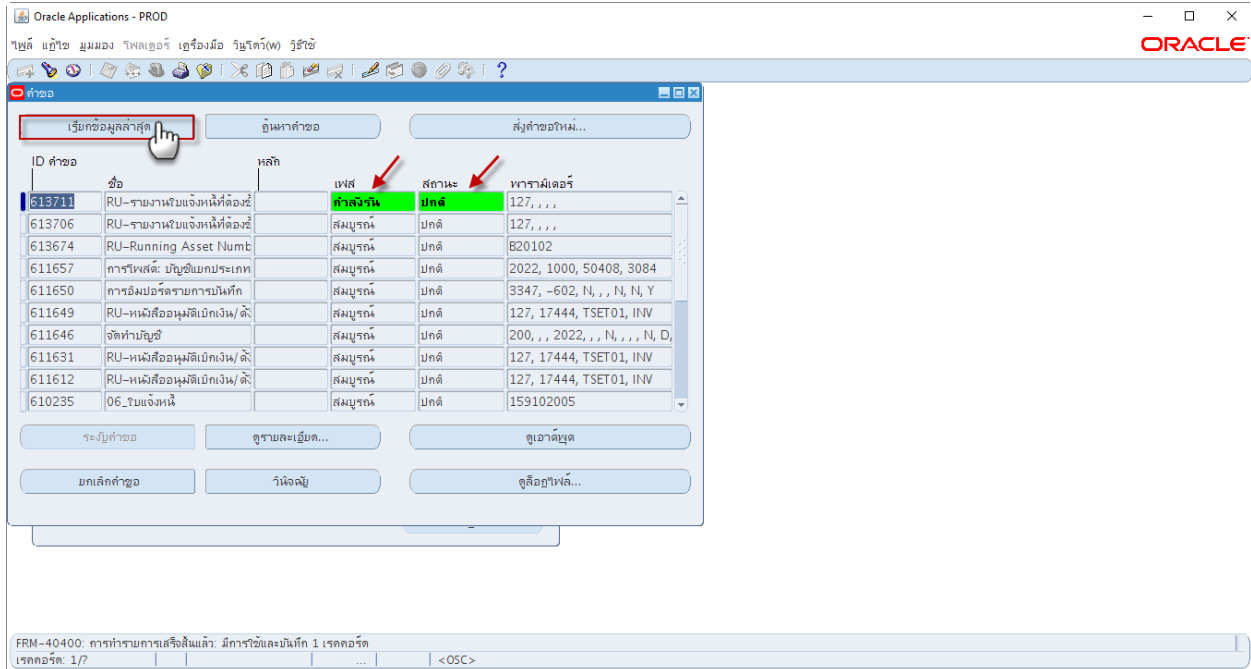 Oracle Applications - PROD
ไฟล์ แก้ไข มุมมอง โฟลเดอร์ เครื่องมือ วินโดว์(w) วิธีใช้
ORACLE
คำขอ
เรียกข้อมูลล่าสุด ค้นหาคำขอ ส่งคำขอใหม่...
ID คำขอ หลัก
ชื่อ เฟส สถานะ พารามิเตอร์
613711 RU-รายงานใบแจ้งหนี้ที่ต้องช กำลังรัน ปกติ 127, , , ,
613706 RU-รายงานใบแจ้งหนี้ที่ต้องช สมบูรณ์ ปกติ 127, , , ,
613674 RU-Running Asset Numb สมบูรณ์ ปกติ B20102
611657 การโพสต์: บัญชีแยกประเภท สมบูรณ์ ปกติ 2022, 1000, 50408, 3084
611650 การอิมปอร์ตรายการบันทึก สมบูรณ์ ปกติ 3347, -602, N, , , N, N, Y
611649 RU-หนังสืออนุมัติเบิกเงิน/ตั้ง สมบูรณ์ ปกติ 127, 17444, TSET01, INV
611646 จัดทำบัญชี สมบูรณ์ ปกติ 200, , , 2022, , , N, , , , N, D,
611631 RU-หนังสืออนุมัติเบิกเงิน/ตั้ง สมบูรณ์ ปกติ 127, 17444, TSET01, INV
611612 RU-หนังสืออนุมัติเบิกเงิน/ตั้ง สมบูรณ์ ปกติ 127, 17444, TSET01, INV
610235 06_ใบแจ้งหนี้ สมบูรณ์ ปกติ 159102005
ระงับคำขอ ดูรายละเอียด... ดูเอาต์พุต
ยกเลิกคำขอ วินิจฉัย ดูล็อกไฟล์...
FRM-40400: การทำรายการเสร็จสิ้นแล้ว: มีการใช้และบันทึก 1 เรคคอร์ด
เรคคอร์ด: 1/? ... <OSC>